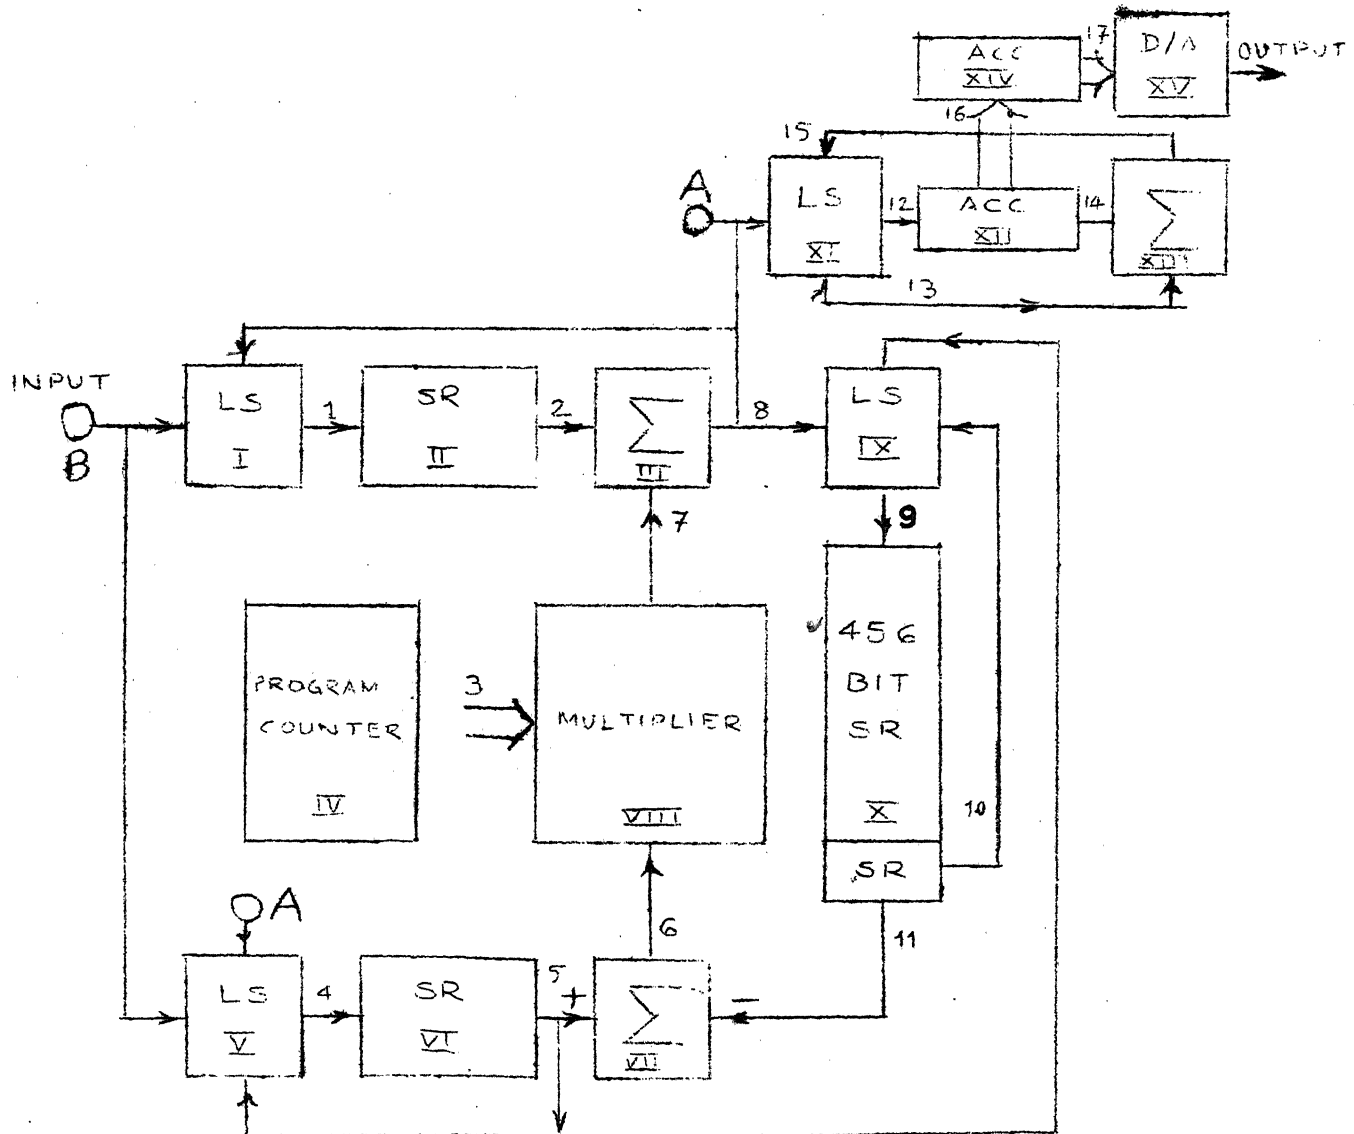 ACC
XIV
17
D/A
XV
OUTPUT
16
15
A
LS
XI
12
ACC
XII
14
Σ
XIII
13
INPUT
B
LS
I
1
SR
II
2
Σ
III
8
LS
IX
7
9
PROGRAM
COUNTER
IV
3
MULTIPLIER
VIII
456
BIT
SR
X
10
SR
A
6
11
LS
V
4
SR
VI
5
+
Σ
VII
−